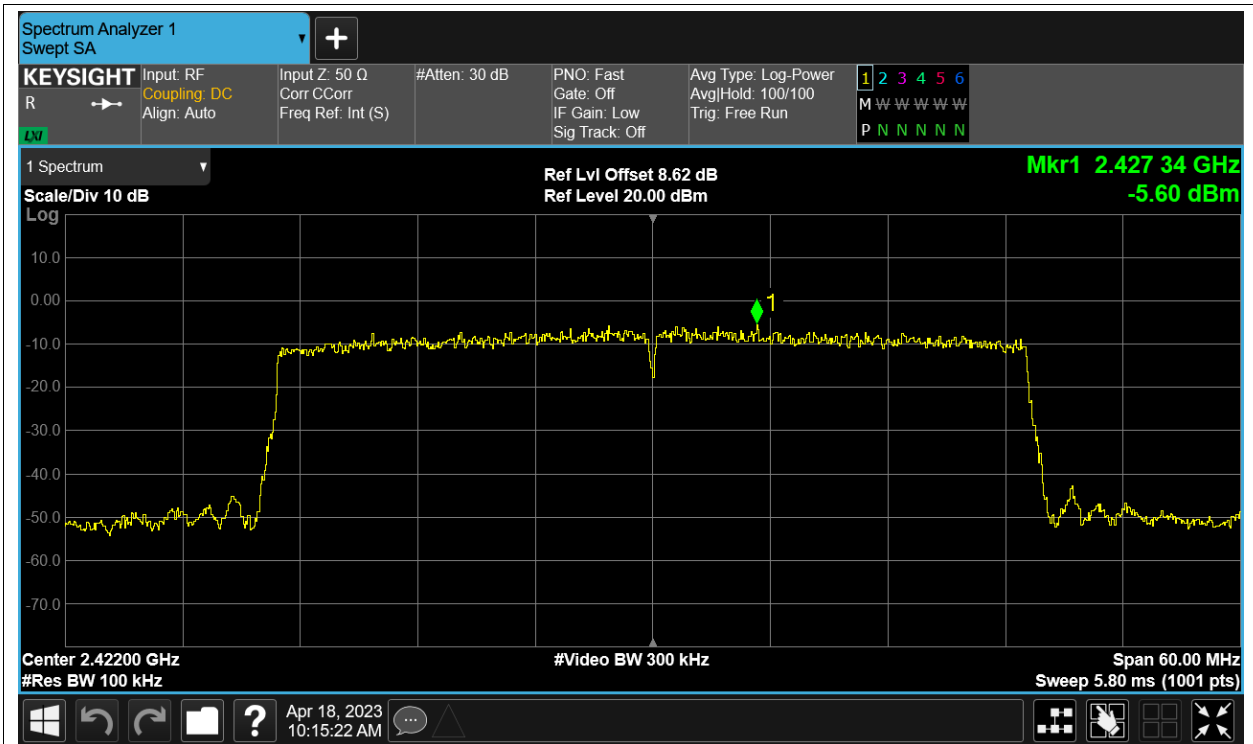 Spectrum Analyzer 1
Swept SA
KEYSIGHT
R
LXI
Input: RF
Coupling: DC
Align: Auto
Input Z: 50 Ω
Corr CCorr
Freq Ref: Int (S)
#Atten: 30 dB
PNO: Fast
Gate: Off
IF Gain: Low
Sig Track: Off
Avg Type: Log-Power
Avg|Hold: 100/100
Trig: Free Run
1 2 3 4 5 6
M W W W W W
P N N N N N
1 Spectrum
Scale/Div 10 dB
Log
Ref Lvl Offset 8.62 dB
Ref Level 20.00 dBm
Mkr1 2.427 34 GHz
-5.60 dBm
10.0
0.00
-10.0
-20.0
-30.0
-40.0
-50.0
-60.0
-70.0
1
Center 2.42200 GHz
#Res BW 100 kHz
#Video BW 300 kHz
Span 60.00 MHz
Sweep 5.80 ms (1001 pts)
?
Apr 18, 2023
10:15:22 AM